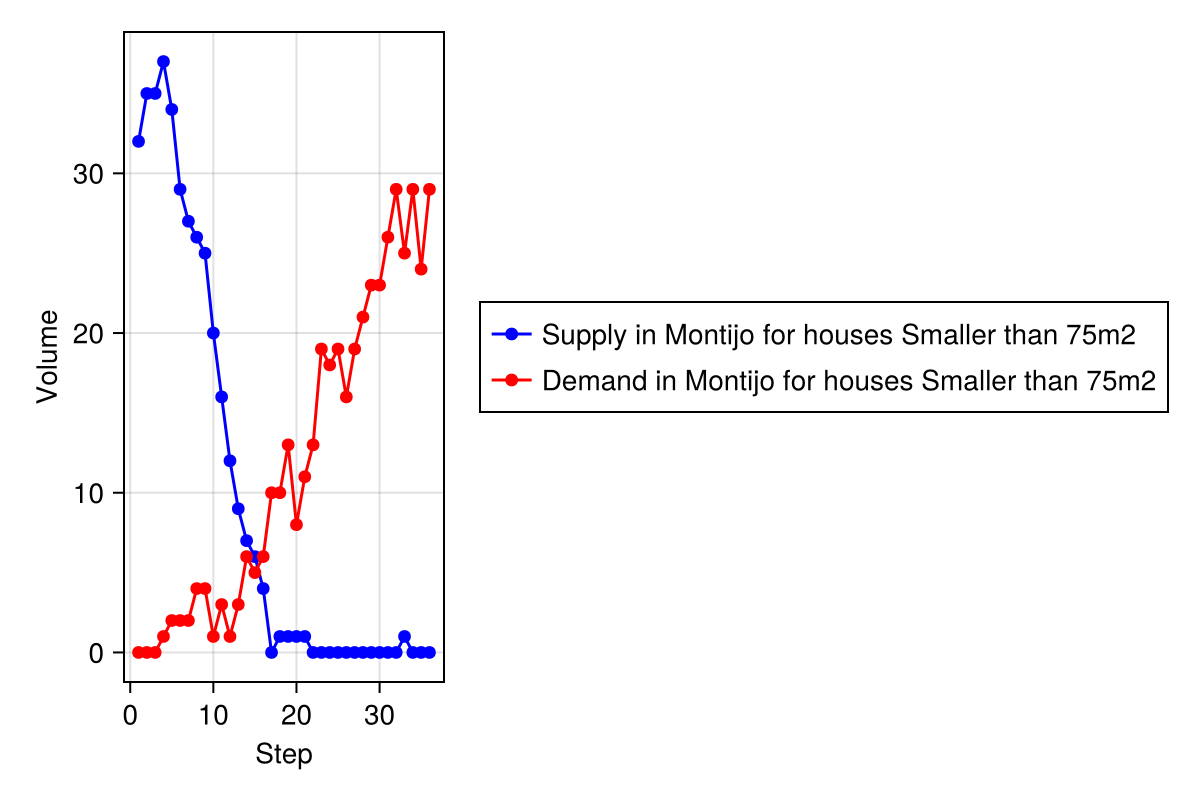 30
20
10
0
Volume
0 10 20 30
Step
Supply in Montijo for houses Smaller than 75m2
Demand in Montijo for houses Smaller than 75m2